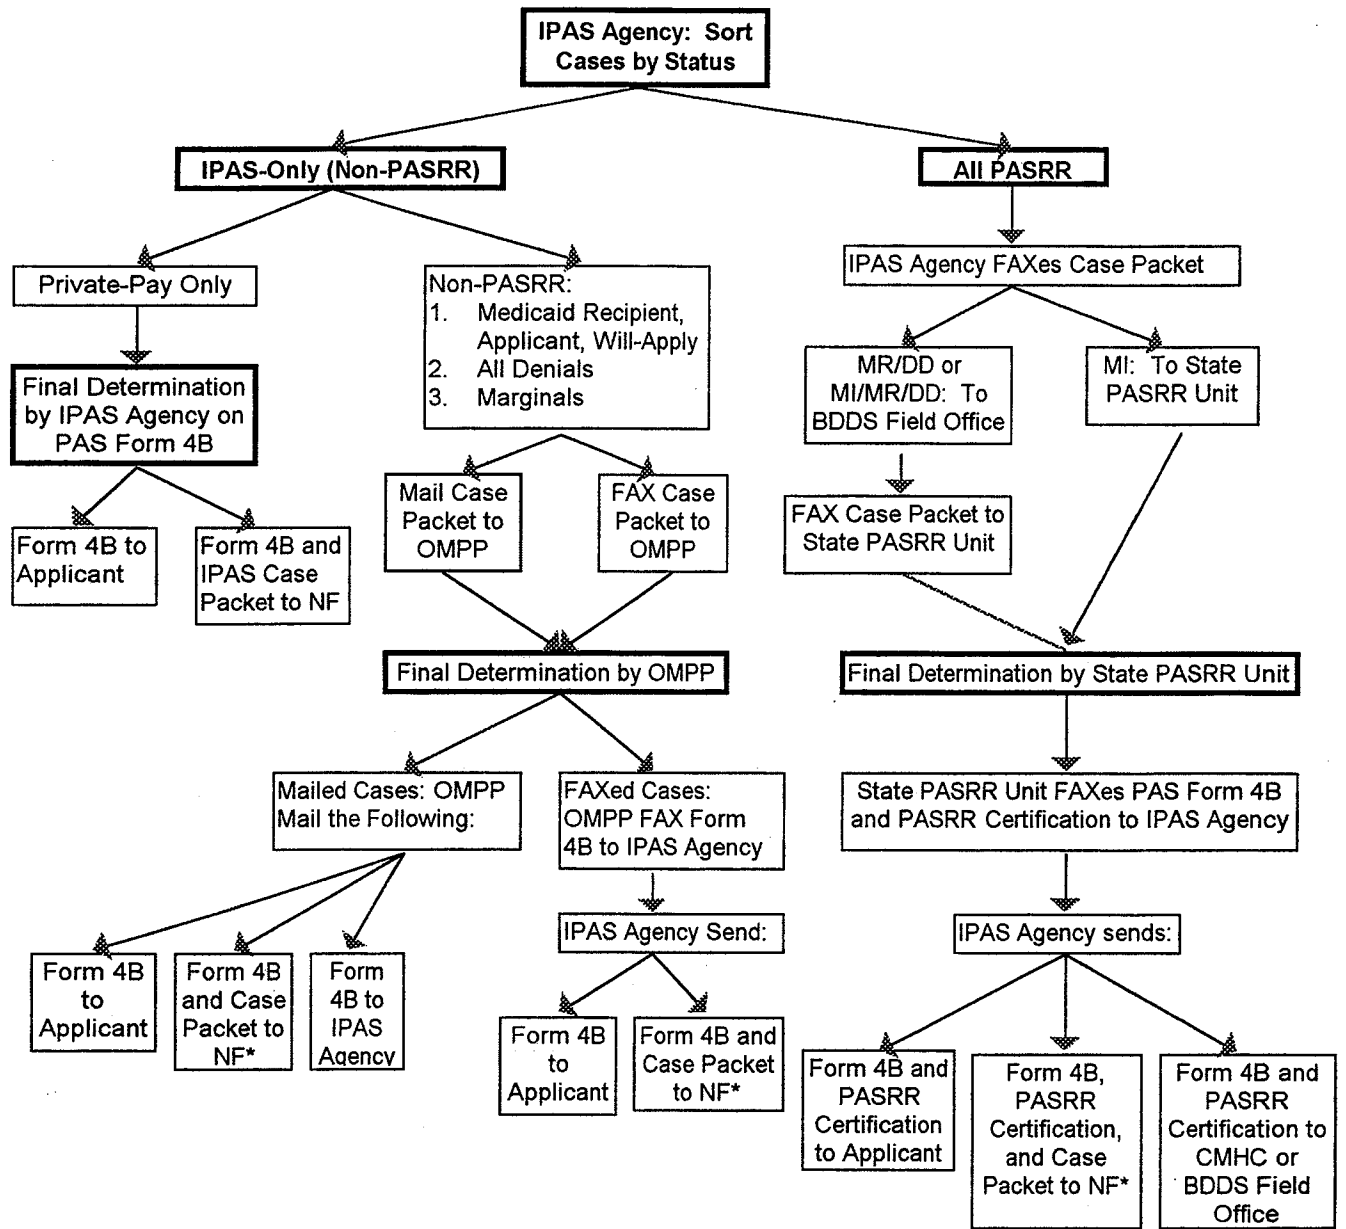 IPAS Agency: Sort
Cases by Status
IPAS-Only (Non-PASRR)
All PASRR
Private-Pay Only
Non-PASRR:
1. Medicaid Recipient,
Applicant, Will-Apply
2. All Denials
3. Marginals
IPAS Agency FAXes Case Packet
Final Determination
by IPAS Agency on
PAS Form 4B
MR/DD or
MI/MR/DD: To
BDDS Field Office
MI: To State
PASRR Unit
Form 4B to
Applicant
Form 4B and
IPAS Case
Packet to NF
Mail Case
Packet to
OMPP
FAX Case
Packet to
OMPP
FAX Case Packet to
State PASRR Unit
Final Determination by OMPP
Final Determination by State PASRR Unit
Mailed Cases: OMPP
Mail the Following:
FAXed Cases:
OMPP FAX Form
4B to IPAS Agency
State PASRR Unit FAXes PAS Form 4B
and PASRR Certification to IPAS Agency
IPAS Agency Send:
IPAS Agency sends:
Form 4B
to
Applicant
Form 4B
and Case
Packet to
NF*
Form
4B to
IPAS
Agency
Form 4B
to
Applicant
Form 4B and
Case Packet
to NF*
Form 4B and
PASRR
Certification
to Applicant
Form 4B,
PASRR
Certification,
and Case
Packet to NF*
Form 4B and
PASRR
Certification to
CMHC or
BDDS Field
Office